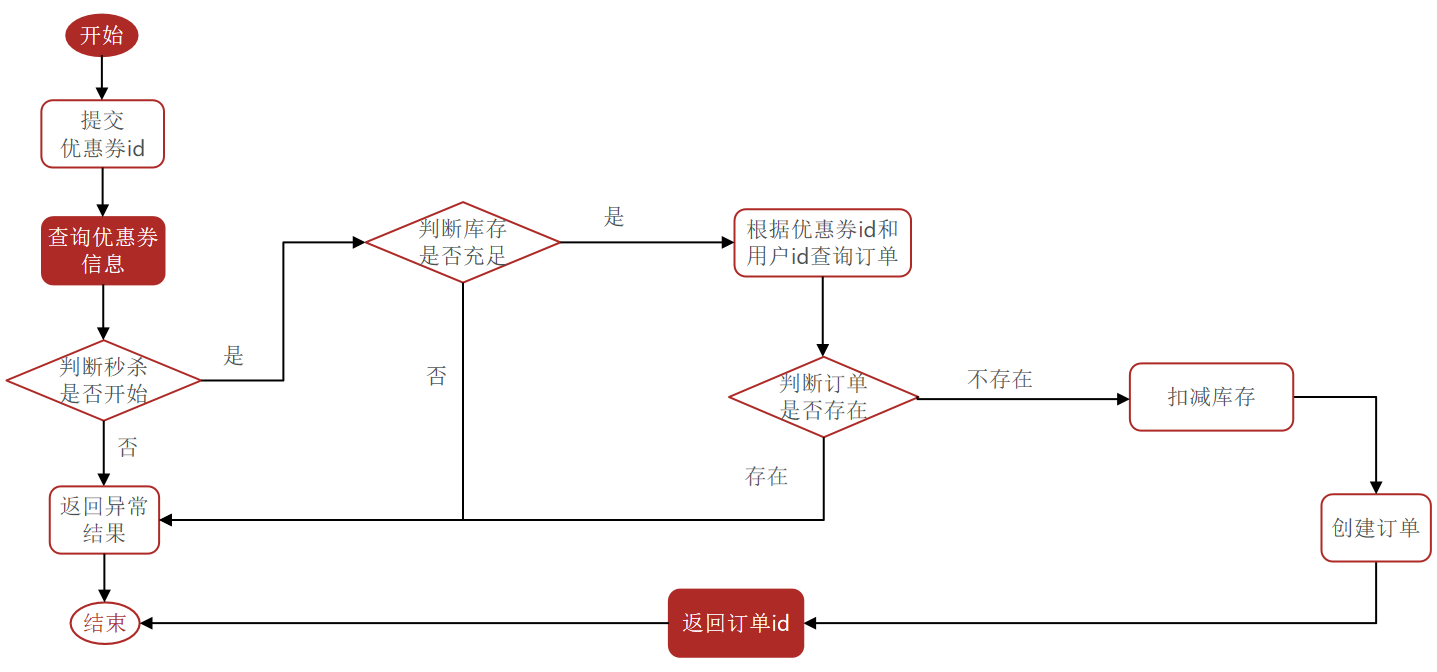 开始
提交
优惠券id
查询优惠券
信息
判断秒杀
是否开始
是
否
返回异常
结果
结束
判断库存
是否充足
是
否
根据优惠券id和
用户id查询订单
判断订单
是否存在
不存在
存在
扣减库存
创建订单
返回订单id